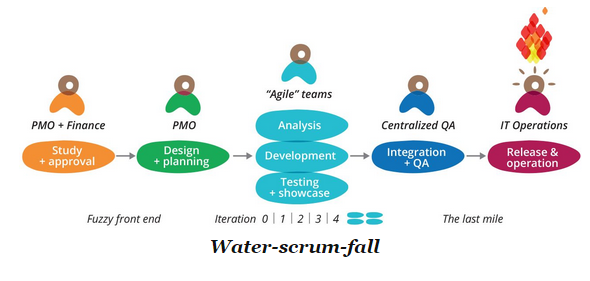 "Agile" teams
PMO + Finance
PMO
Centralized QA
IT Operations
Study
+ approval
Design
+ planning
Analysis
Development
Testing
+ showcase
Integration
+ QA
Release &
operation
Fuzzy front end
Iteration 0 | 1 | 2 | 3 | 4
The last mile
Water-scrum-fall